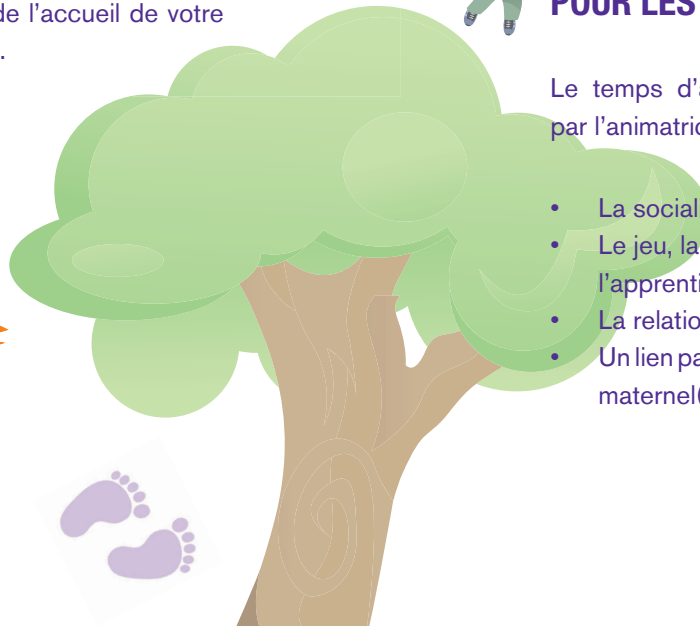 de l'accueil de votre
.
POUR LES
Le temps d'a
par l'animatric
• La social
• Le jeu, la
l'apprenti
• La relatio
• Un lien pa
maternel(